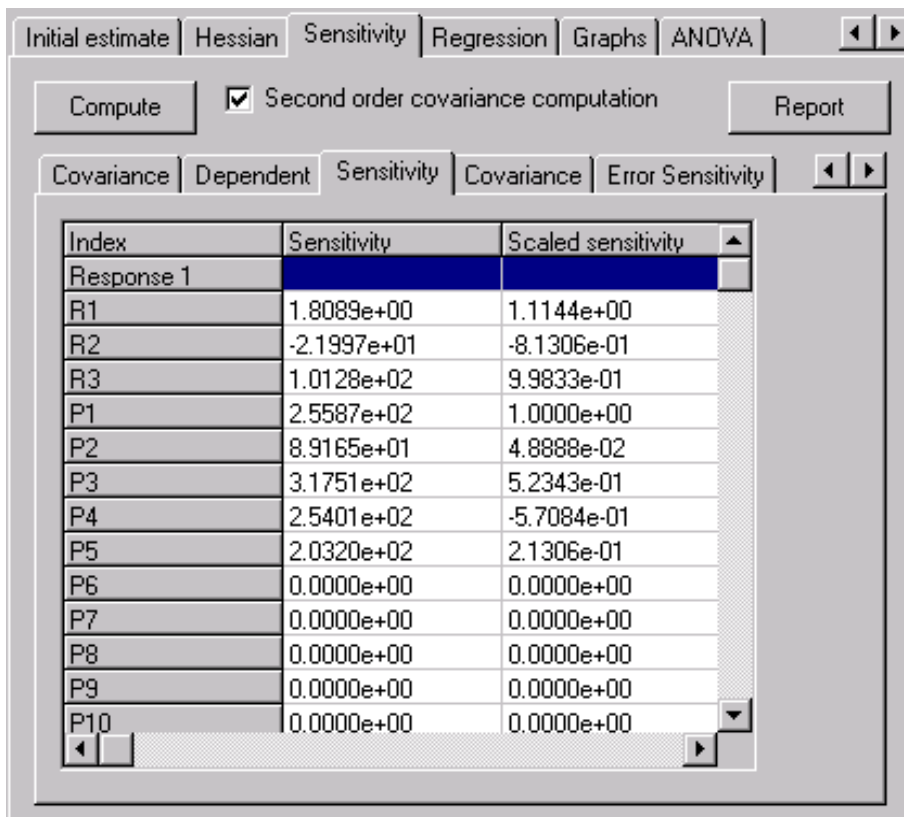 Initial estimate Hessian Sensitivity Regression Graphs ANOVA
Compute Second order covariance computation Report
Covariance Dependent Sensitivity Covariance Error Sensitivity
Index Sensitivity Scaled sensitivity
Response 1
R1 1.8089e+00 1.1144e+00
R2 -2.1997e+01 -8.1306e-01
R3 1.0128e+02 9.9833e-01
P1 2.5587e+02 1.0000e+00
P2 8.9165e+01 4.8888e-02
P3 3.1751e+02 5.2343e-01
P4 2.5401e+02 -5.7084e-01
P5 2.0320e+02 2.1306e-01
P6 0.0000e+00 0.0000e+00
P7 0.0000e+00 0.0000e+00
P8 0.0000e+00 0.0000e+00
P9 0.0000e+00 0.0000e+00
P10 0.0000e+00 0.0000e+00